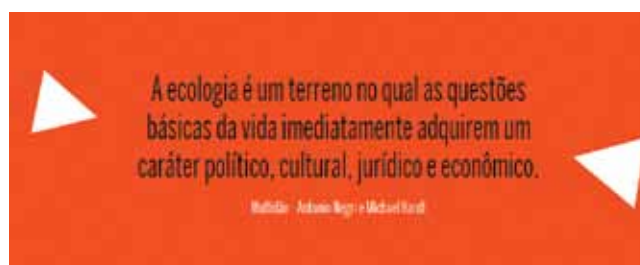 A ecologia é um terreno no qual as questões
básicas da vida imediatamente adquirem um
caráter político, cultural, jurídico e econômico.
Multidão - Antonio Negri e Michael Hardt